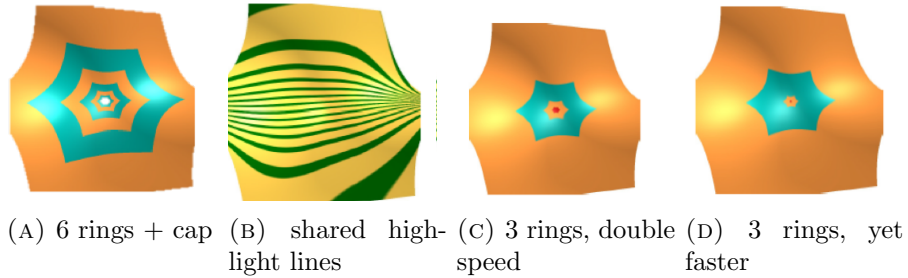 (A) 6 rings + cap
(B) shared high-
light lines
(C) 3 rings, double
speed
(D) 3 rings, yet
faster